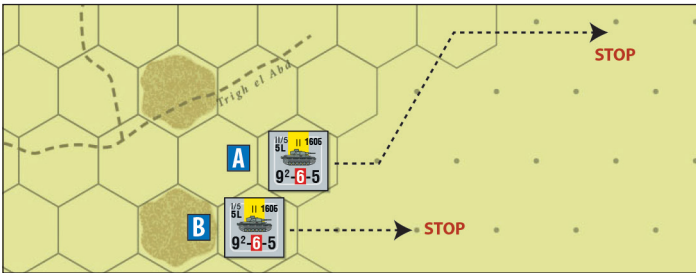 STOP
Trigh el Abd
A
II/5 II 1606
5L
9²-6-5
I/5 II 1606
5L
9²-6-5
B
STOP